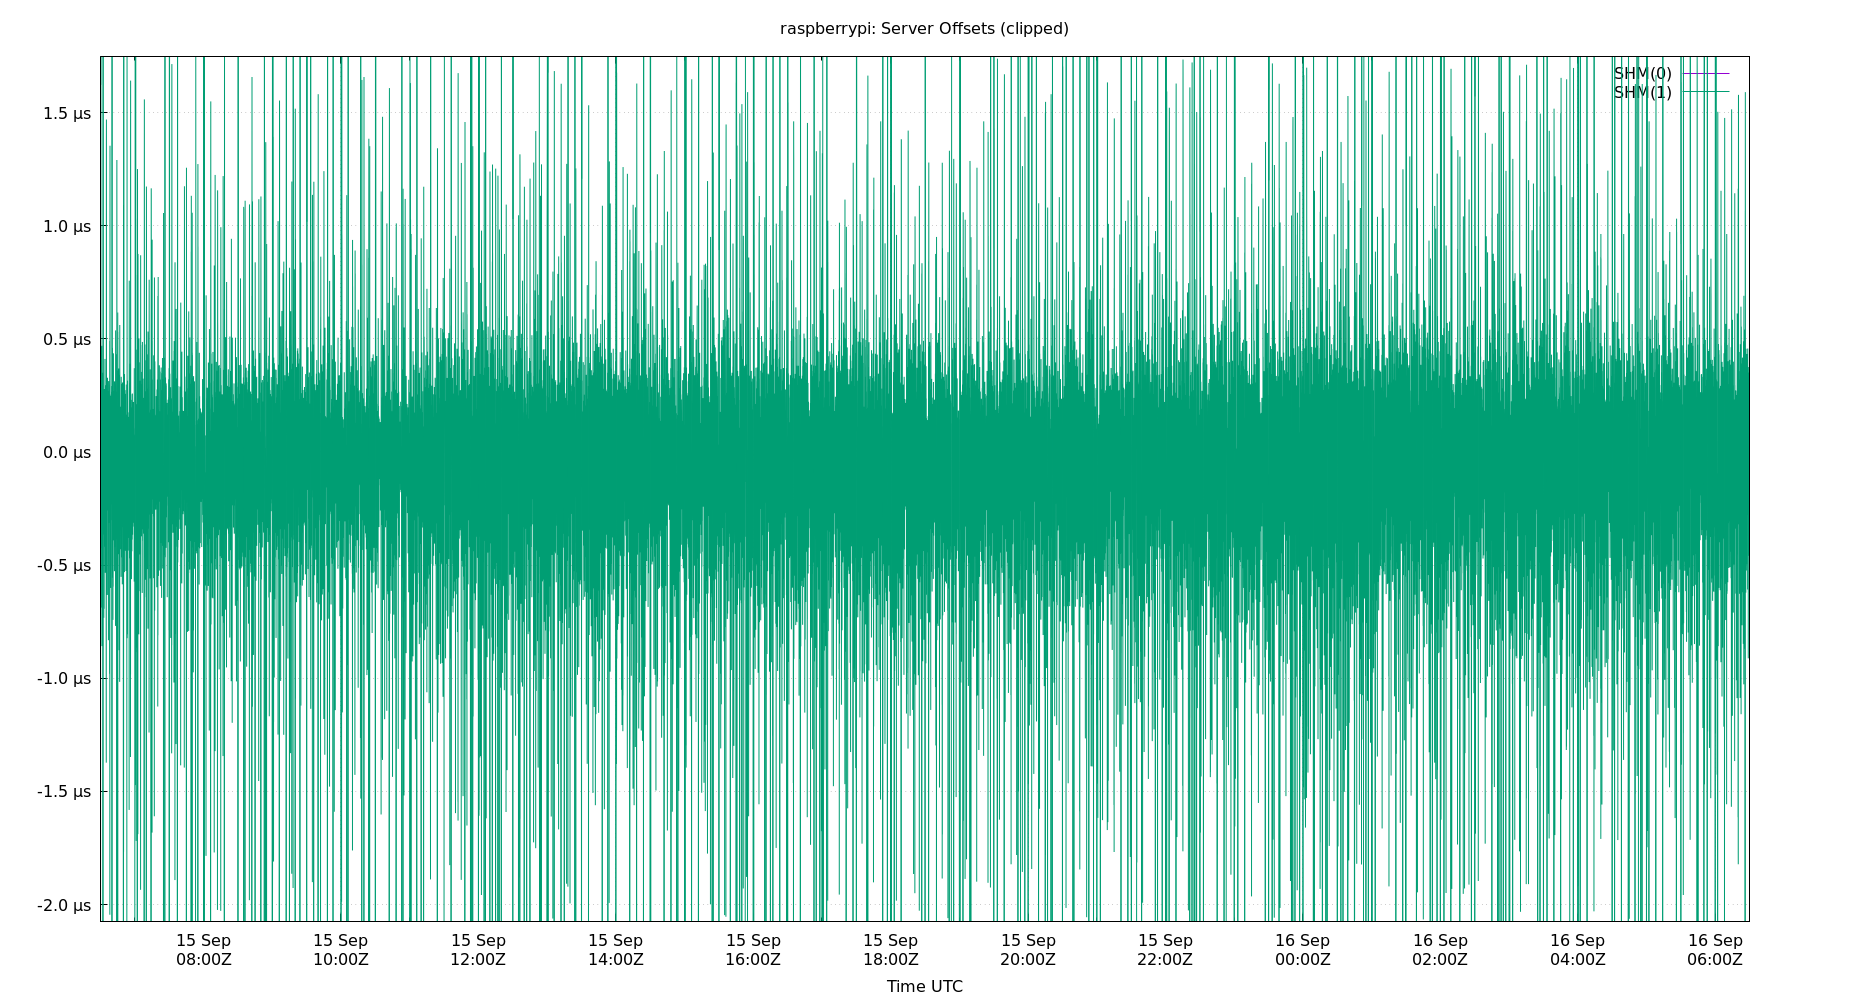 raspberrypi: Server Offsets (clipped)
SHM(0)
SHM(1)
1.5 µs
1.0 µs
0.5 µs
0.0 µs
-0.5 µs
-1.0 µs
-1.5 µs
-2.0 µs
15 Sep 15 Sep 15 Sep 15 Sep 15 Sep 15 Sep 15 Sep 15 Sep 16 Sep 16 Sep 16 Sep 16 Sep
08:00Z 10:00Z 12:00Z 14:00Z 16:00Z 18:00Z 20:00Z 22:00Z 00:00Z 02:00Z 04:00Z 06:00Z
Time UTC